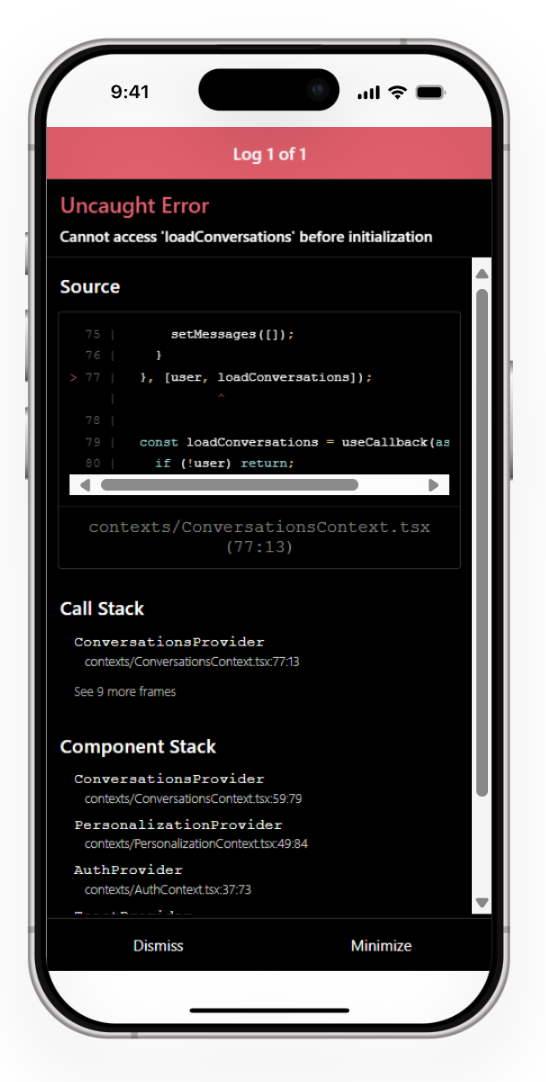 9:41
Log 1 of 1
Uncaught Error
Cannot access 'loadConversations' before initialization
Source
75 | setMessages([]);
76 | }
> 77 | }, [user, loadConversations]);
| ^
78 |
79 | const loadConversations = useCallback(as
80 | if (!user) return;
contexts/ConversationsContext.tsx
(77:13)
Call Stack
ConversationsProvider
contexts/ConversationsContext.tsx:77:13
See 9 more frames
Component Stack
ConversationsProvider
contexts/ConversationsContext.tsx:59:79
PersonalizationProvider
contexts/PersonalizationContext.tsx:49:84
AuthProvider
contexts/AuthContext.tsx:37:73
Dismiss Minimize